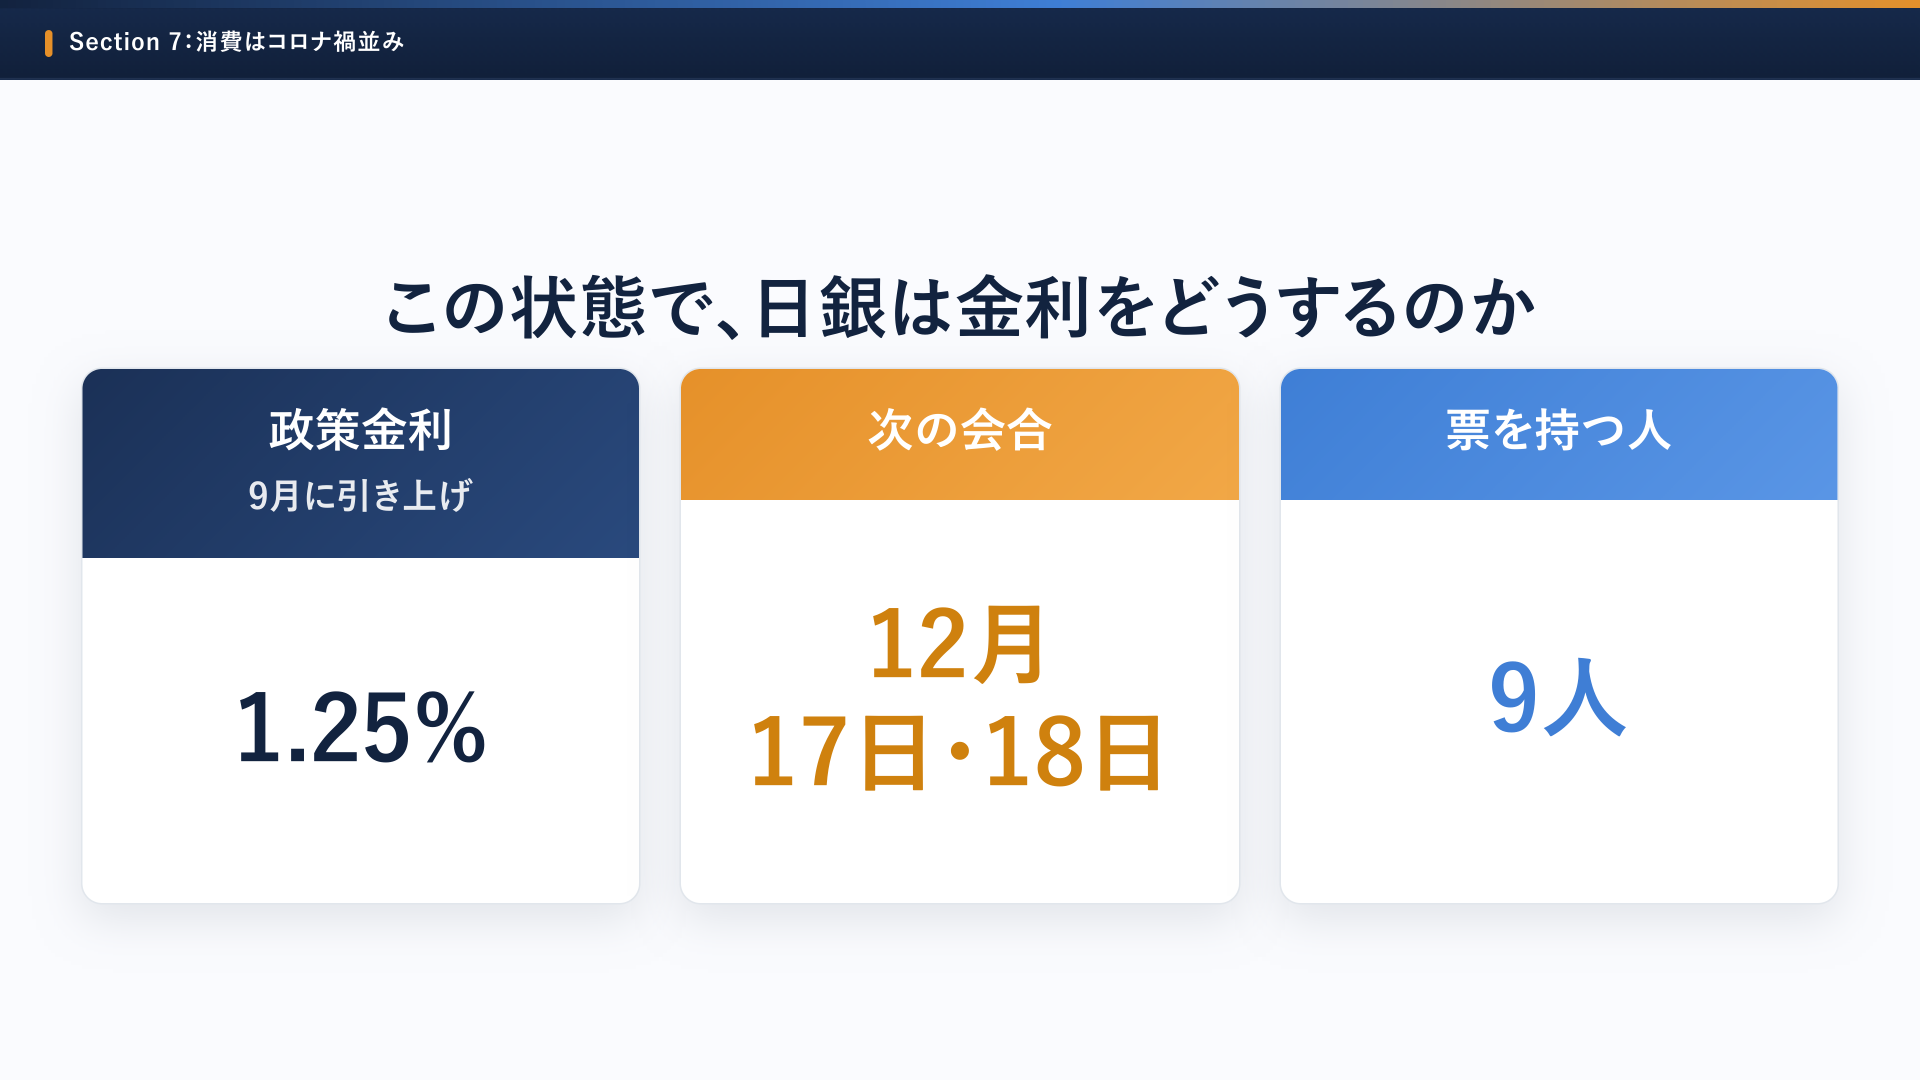 Section 7：消費はコロナ禍並み
この状態で、日銀は金利をどうするのか
政策金利
9月に引き上げ
1.25%
次の会合
12月
17日・18日
票を持つ人
9人